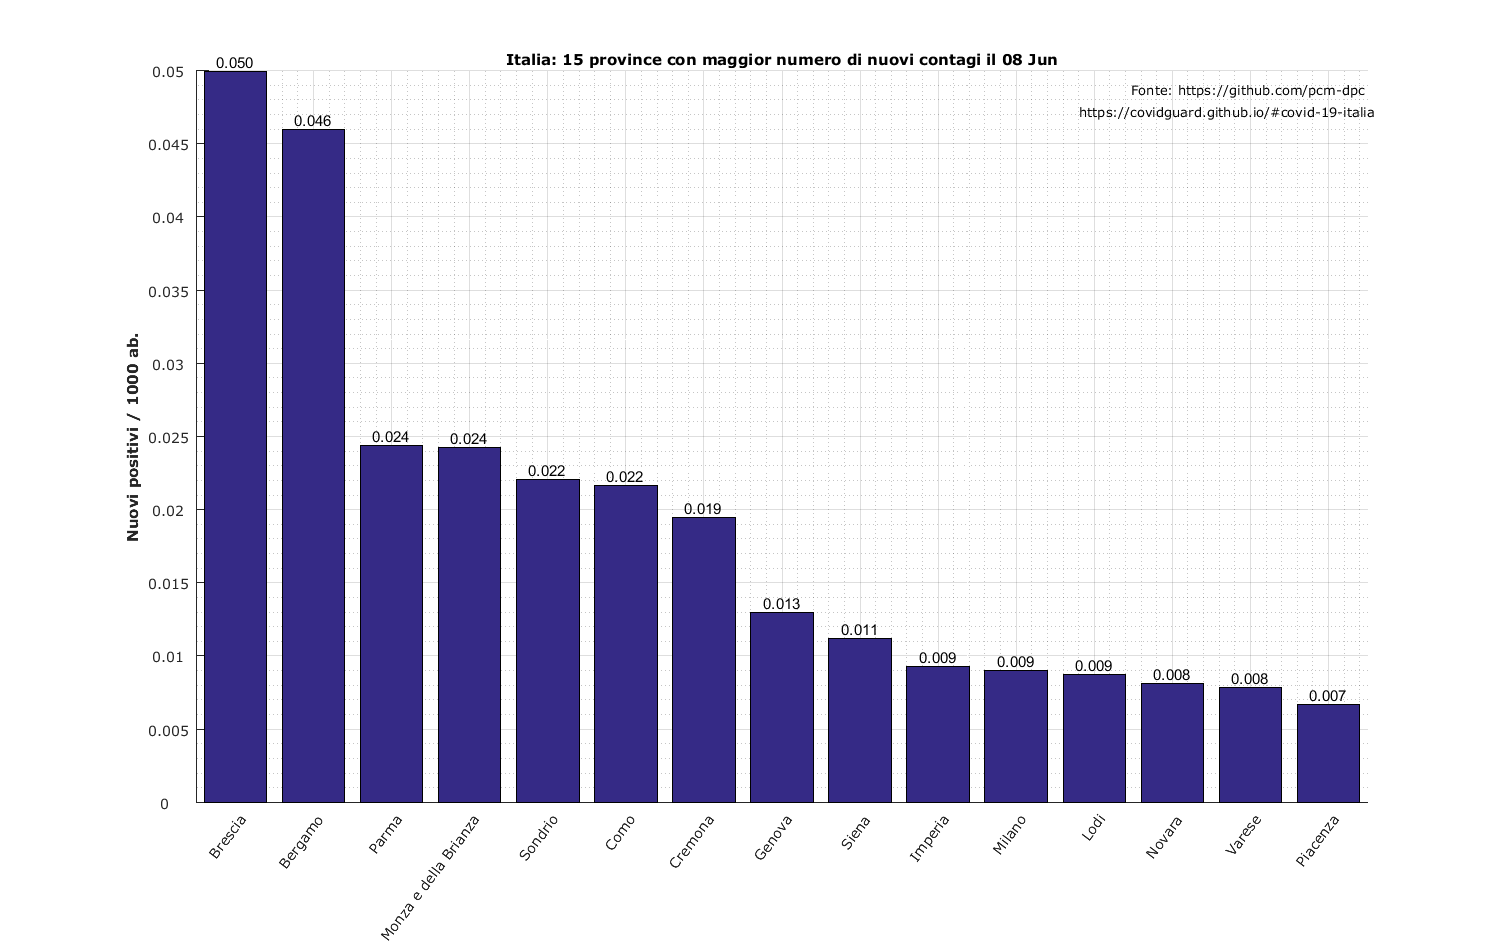 Italia: 15 province con maggior numero di nuovi contagi il 08 Jun
Fonte: https://github.com/pcm-dpc
https://covidguard.github.io/#covid-19-italia
Nuovi positivi / 1000 ab.
0.05
0.045
0.04
0.035
0.03
0.025
0.02
0.015
0.01
0.005
0
0.050
0.046
0.024
0.024
0.022
0.022
0.019
0.013
0.011
0.009
0.009
0.009
0.008
0.008
0.007
Brescia
Bergamo
Parma
Monza e della Brianza
Sondrio
Como
Cremona
Genova
Siena
Imperia
Milano
Lodi
Novara
Varese
Piacenza